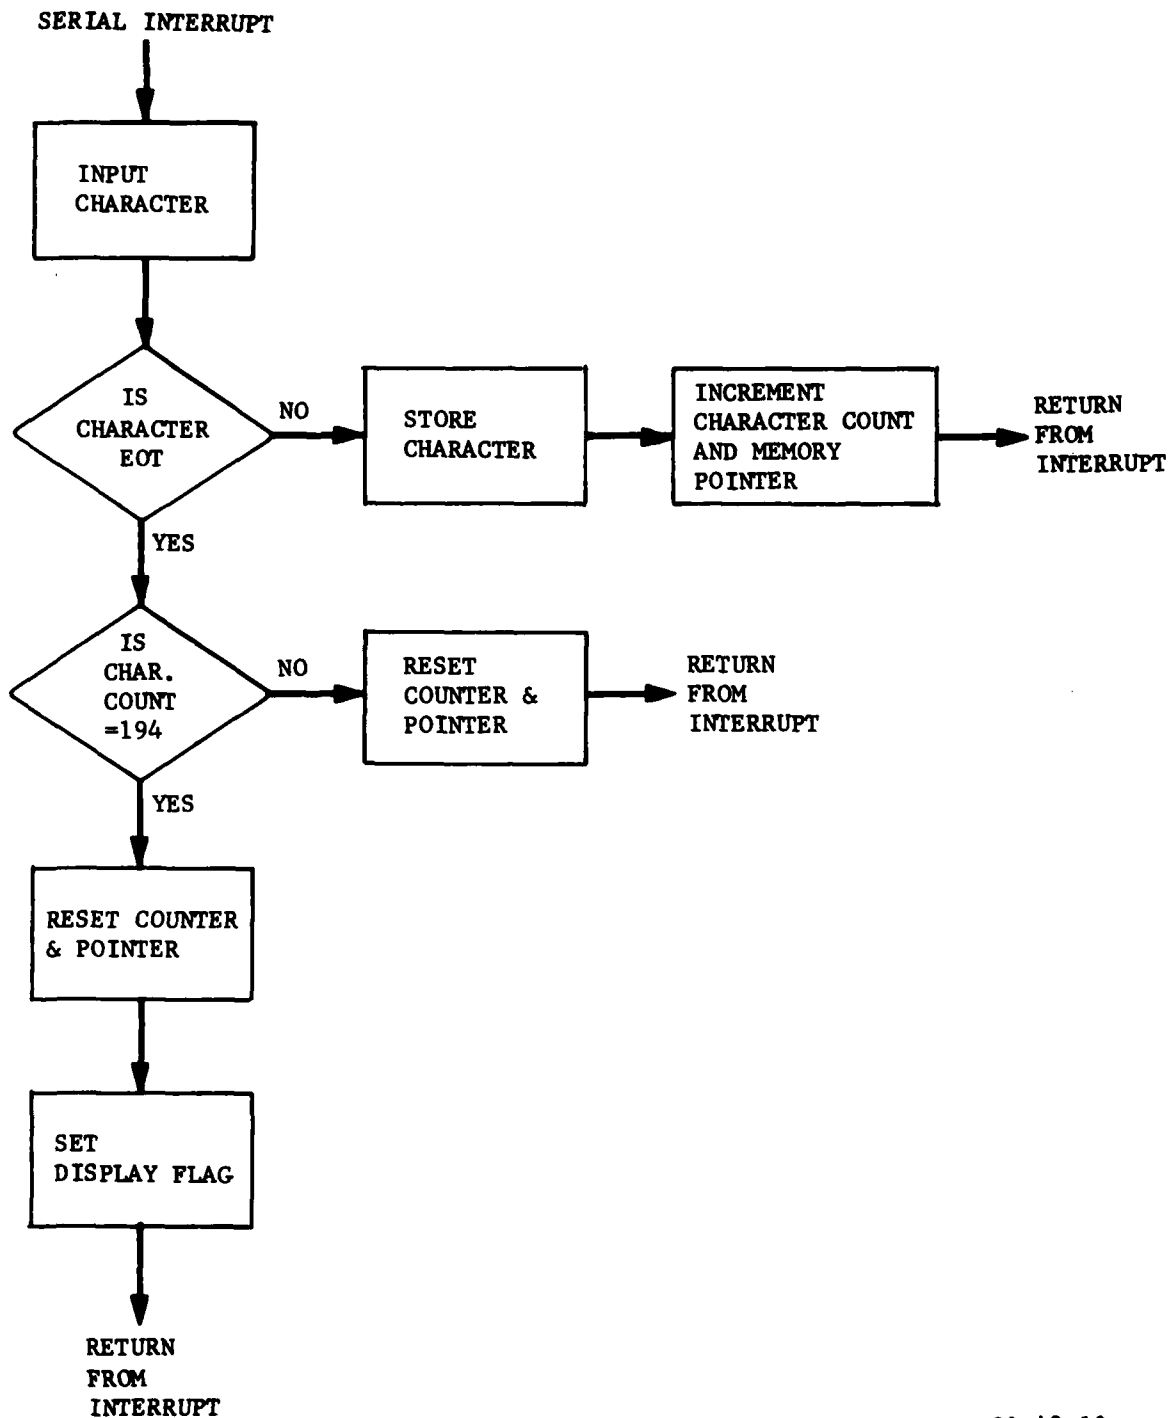 SERIAL INTERRUPT
INPUT
CHARACTER
IS
CHARACTER
EOT
NO
STORE
CHARACTER
INCREMENT
CHARACTER COUNT
AND MEMORY
POINTER
RETURN
FROM
INTERRUPT
YES
IS
CHAR.
COUNT
=194
NO
RESET
COUNTER &
POINTER
RETURN
FROM
INTERRUPT
YES
RESET COUNTER
& POINTER
SET
DISPLAY FLAG
RETURN
FROM
INTERRUPT